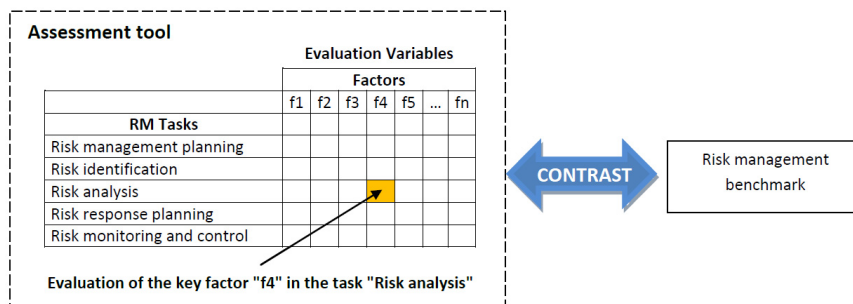 Assessment tool
Evaluation Variables
Factors
f1 f2 f3 f4 f5 ... fn
RM Tasks
Risk management planning
Risk identification
Risk analysis
Risk response planning
Risk monitoring and control
Evaluation of the key factor "f4" in the task "Risk analysis"
CONTRAST
Risk management
benchmark